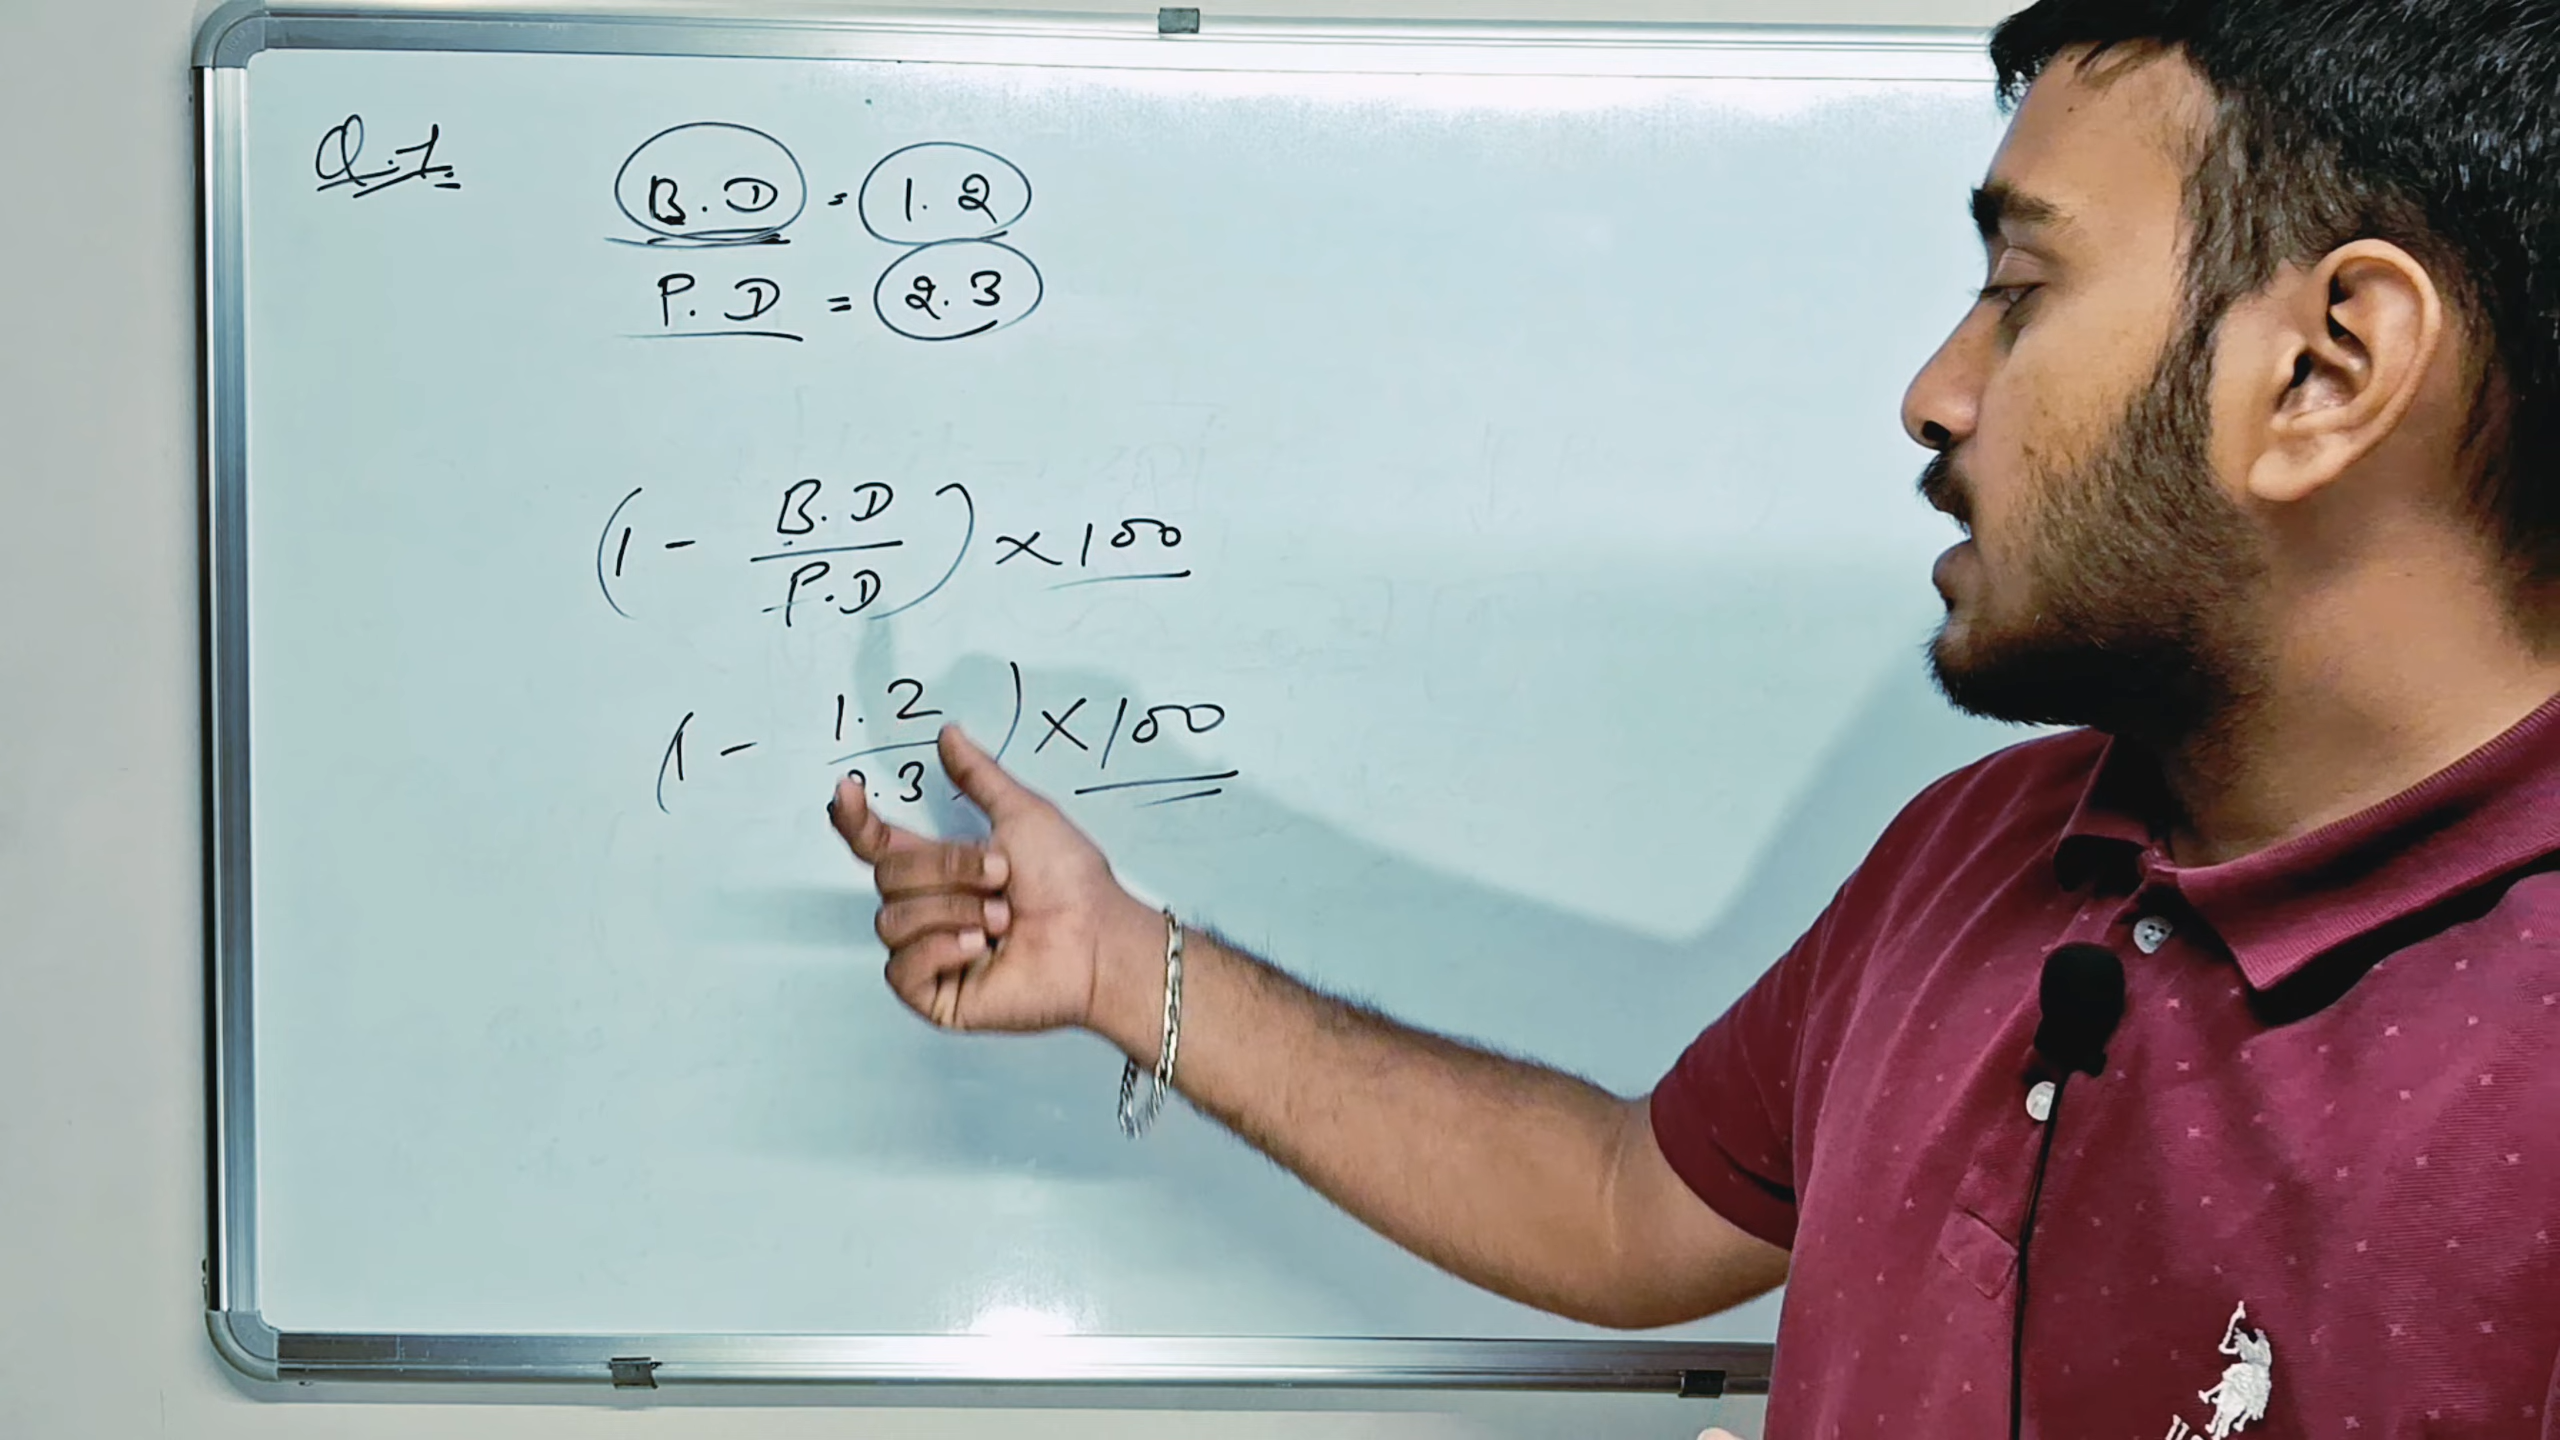 Q.1.
B.D = 1.2
P.D = 2.3
(1 - B.D/P.D) × 100
(1 - 1.2/2.3) × 100